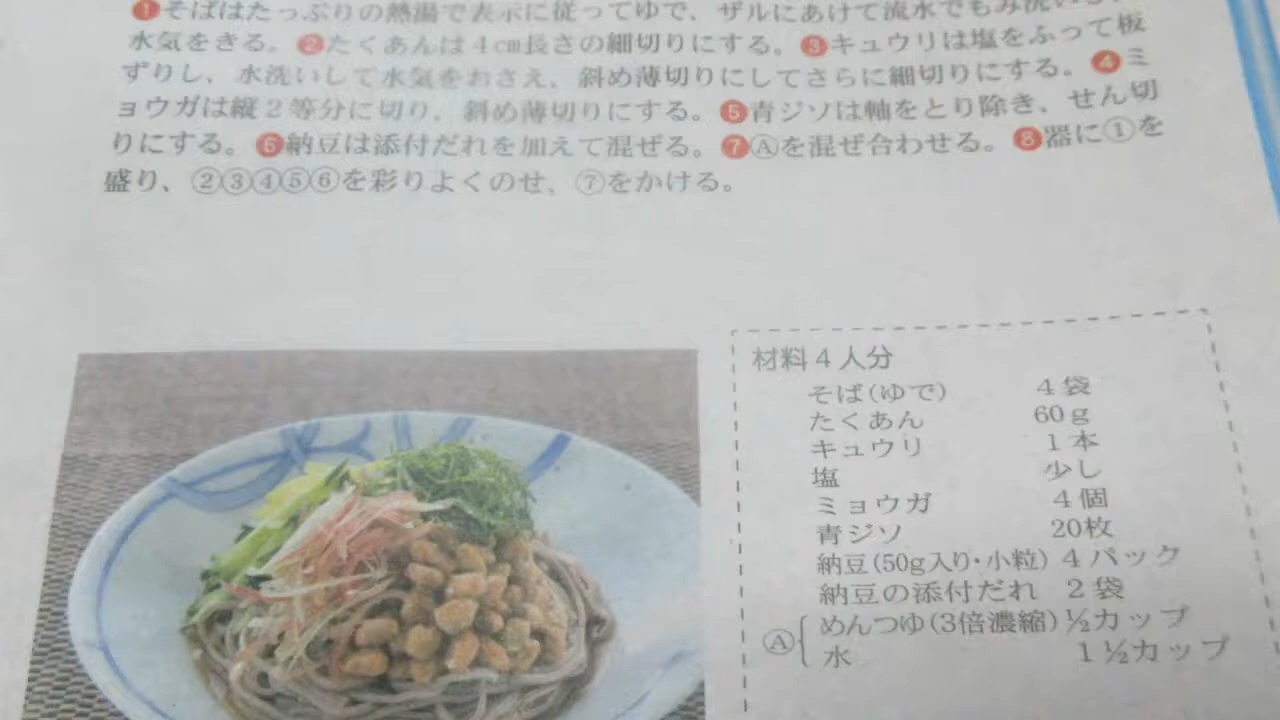 ❶そばはたっぷりの熱湯で表示に従ってゆで、ザルにあけて流水でもみ洗いし、
水気をきる。❷たくあんは4cm長さの細切りにする。❸キュウリは塩をふって板
ずりし、水洗いして水気をおさえ、斜め薄切りにしてさらに細切りにする。❹ミ
ョウガは縦2等分に切り、斜め薄切りにする。❺青ジソは軸をとり除き、せん切
りにする。❻納豆は添付だれを加えて混ぜる。❼Ⓐを混ぜ合わせる。❽器に①を
盛り、②③④⑤⑥を彩りよくのせ、⑦をかける。
材料4人分
そば(ゆで) 4袋
たくあん 60g
キュウリ 1本
塩 少し
ミョウガ 4個
青ジソ 20枚
納豆(50g入り・小粒) 4パック
納豆の添付だれ 2袋
Ⓐ めんつゆ(3倍濃縮) ½カップ
水 1½カップ